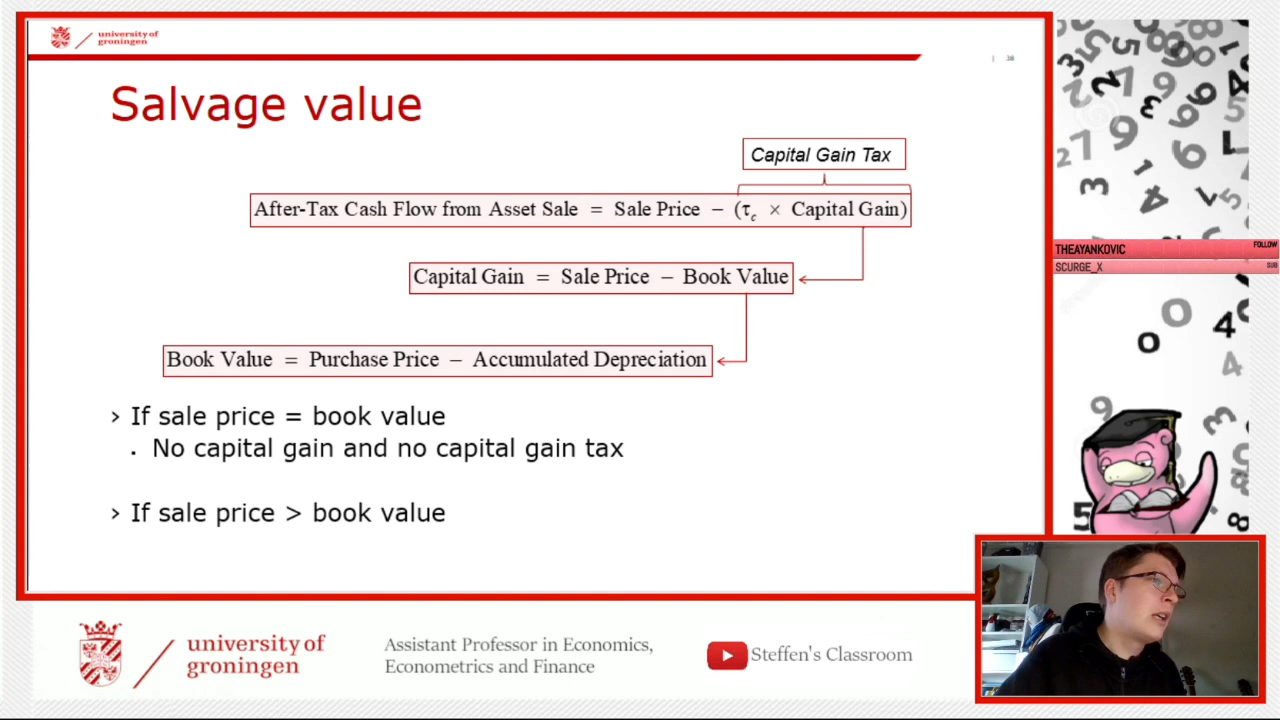 university of
groningen
| 38
Salvage value
Capital Gain Tax
After-Tax Cash Flow from Asset Sale = Sale Price − (τc × Capital Gain)
Capital Gain = Sale Price − Book Value
Book Value = Purchase Price − Accumulated Depreciation
› If sale price = book value
▪ No capital gain and no capital gain tax
› If sale price > book value
THEAYANKOVIC FOLLOW
SCURGE_X SUB
university of
groningen
Assistant Professor in Economics,
Econometrics and Finance
Steffen's Classroom